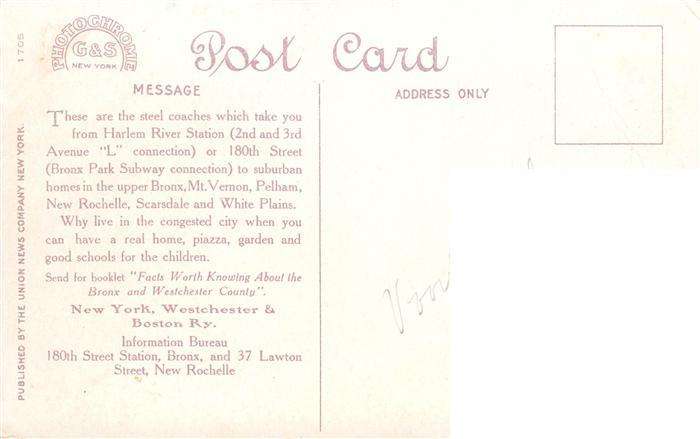 1705
PHOTOCHROME
G&S
NEW YORK
Post Card
MESSAGE
ADDRESS ONLY
These are the steel coaches which take you
from Harlem River Station (2nd and 3rd
Avenue "L" connection) or 180th Street
(Bronx Park Subway connection) to suburban
homes in the upper Bronx, Mt. Vernon, Pelham,
New Rochelle, Scarsdale and White Plains.
Why live in the congested city when you
can have a real home, piazza, garden and
good schools for the children.
Send for booklet "Facts Worth Knowing About the
Bronx and Westchester County".
New York, Westchester &
Boston Ry.
Information Bureau
180th Street Station, Bronx, and 37 Lawton
Street, New Rochelle
PUBLISHED BY THE UNION NEWS COMPANY NEW YORK.